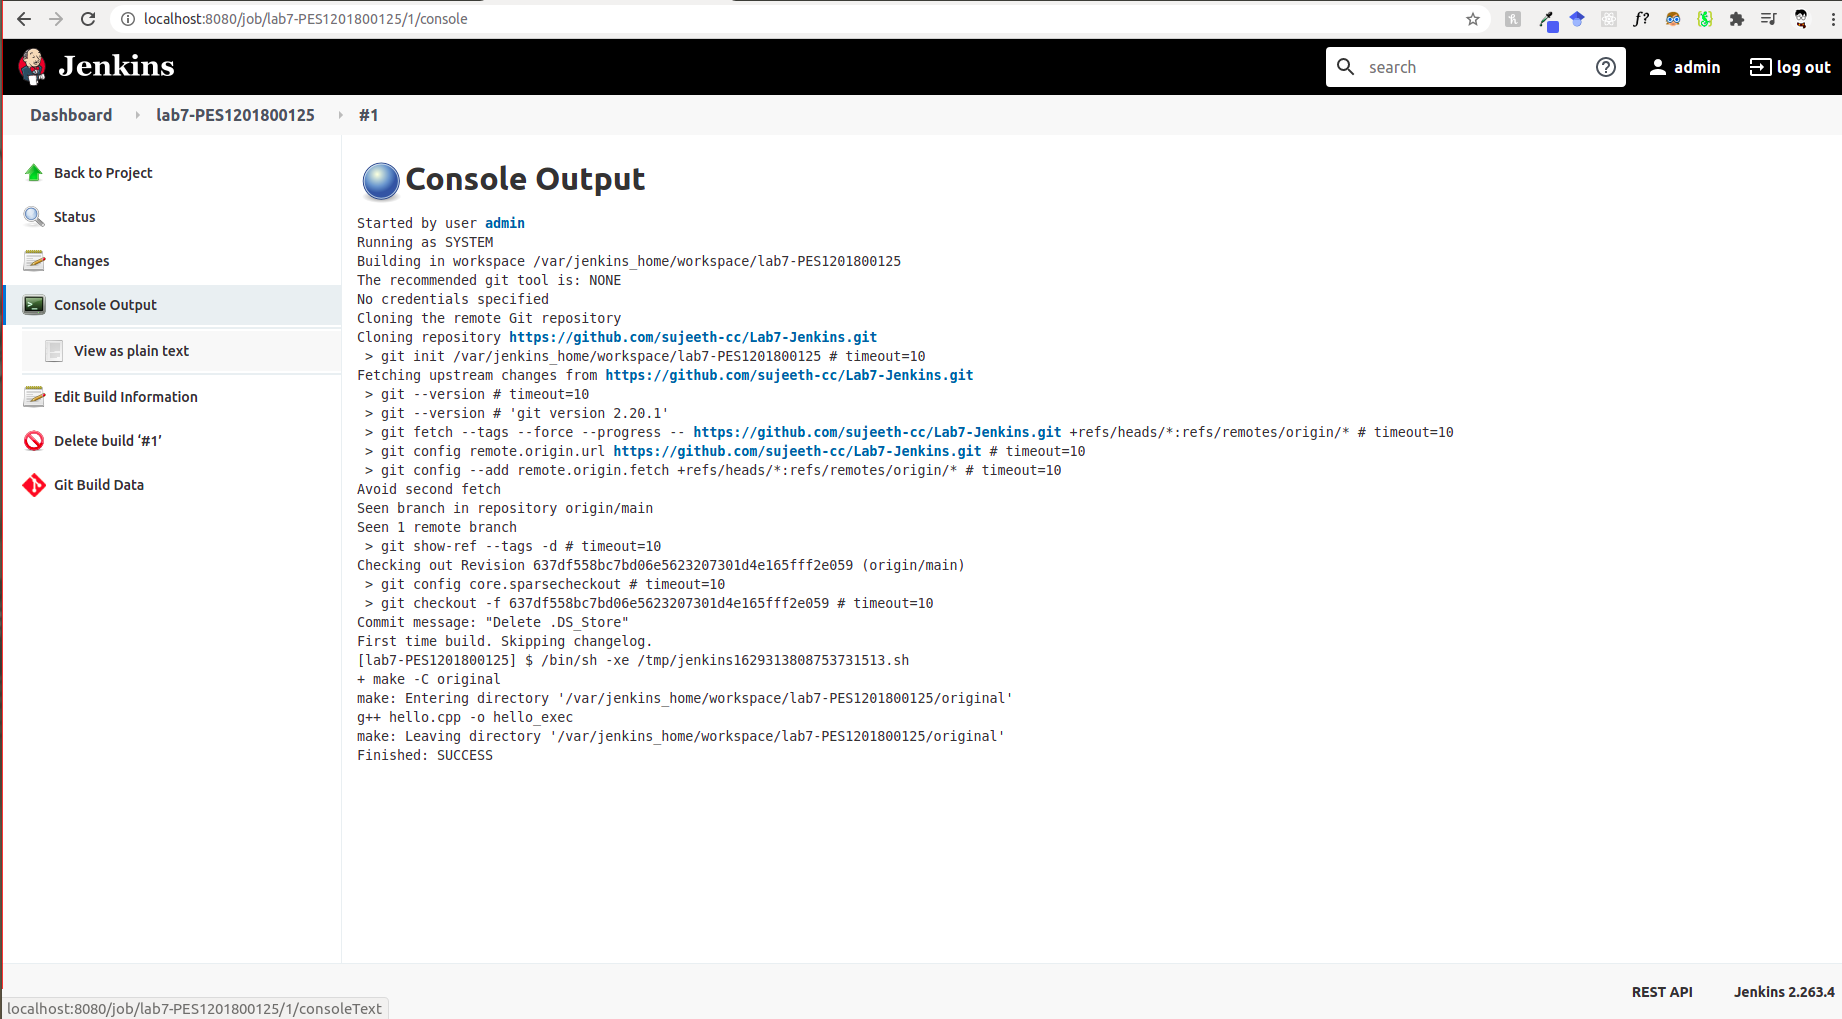 localhost:8080/job/lab7-PES1201800125/1/console
f?
Jenkins
search
admin
log out
Dashboard
lab7-PES1201800125
#1
Back to Project
Status
Changes
Console Output
View as plain text
Edit Build Information
Delete build ‘#1’
Git Build Data
Console Output
Started by user admin
Running as SYSTEM
Building in workspace /var/jenkins_home/workspace/lab7-PES1201800125
The recommended git tool is: NONE
No credentials specified
Cloning the remote Git repository
Cloning repository https://github.com/sujeeth-cc/Lab7-Jenkins.git
 > git init /var/jenkins_home/workspace/lab7-PES1201800125 # timeout=10
Fetching upstream changes from https://github.com/sujeeth-cc/Lab7-Jenkins.git
 > git --version # timeout=10
 > git --version # 'git version 2.20.1'
 > git fetch --tags --force --progress -- https://github.com/sujeeth-cc/Lab7-Jenkins.git +refs/heads/*:refs/remotes/origin/* # timeout=10
 > git config remote.origin.url https://github.com/sujeeth-cc/Lab7-Jenkins.git # timeout=10
 > git config --add remote.origin.fetch +refs/heads/*:refs/remotes/origin/* # timeout=10
Avoid second fetch
Seen branch in repository origin/main
Seen 1 remote branch
 > git show-ref --tags -d # timeout=10
Checking out Revision 637df558bc7bd06e5623207301d4e165fff2e059 (origin/main)
 > git config core.sparsecheckout # timeout=10
 > git checkout -f 637df558bc7bd06e5623207301d4e165fff2e059 # timeout=10
Commit message: "Delete .DS_Store"
First time build. Skipping changelog.
[lab7-PES1201800125] $ /bin/sh -xe /tmp/jenkins1629313808753731513.sh
+ make -C original
make: Entering directory '/var/jenkins_home/workspace/lab7-PES1201800125/original'
g++ hello.cpp -o hello_exec
make: Leaving directory '/var/jenkins_home/workspace/lab7-PES1201800125/original'
Finished: SUCCESS
REST API
Jenkins 2.263.4
localhost:8080/job/lab7-PES1201800125/1/consoleText